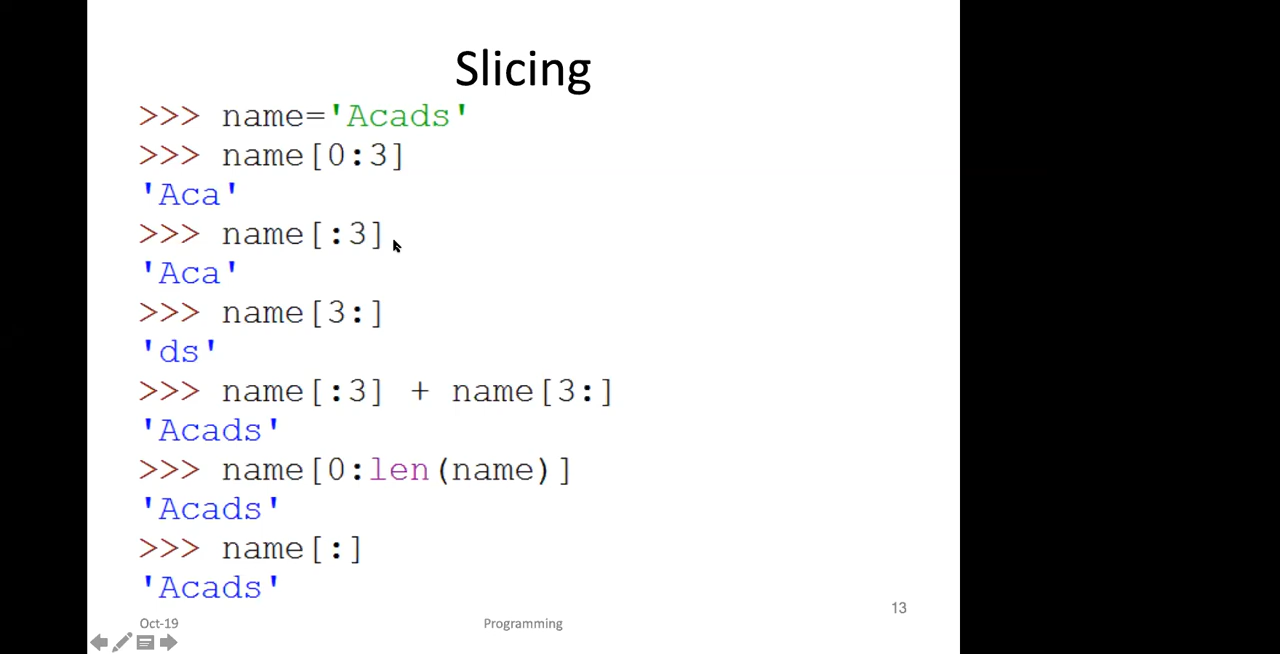 Slicing
>>> name='Acads'
>>> name[0:3]
'Aca'
>>> name[:3]
'Aca'
>>> name[3:]
'ds'
>>> name[:3] + name[3:]
'Acads'
>>> name[0:len(name)]
'Acads'
>>> name[:]
'Acads'
13
Oct-19
Programming